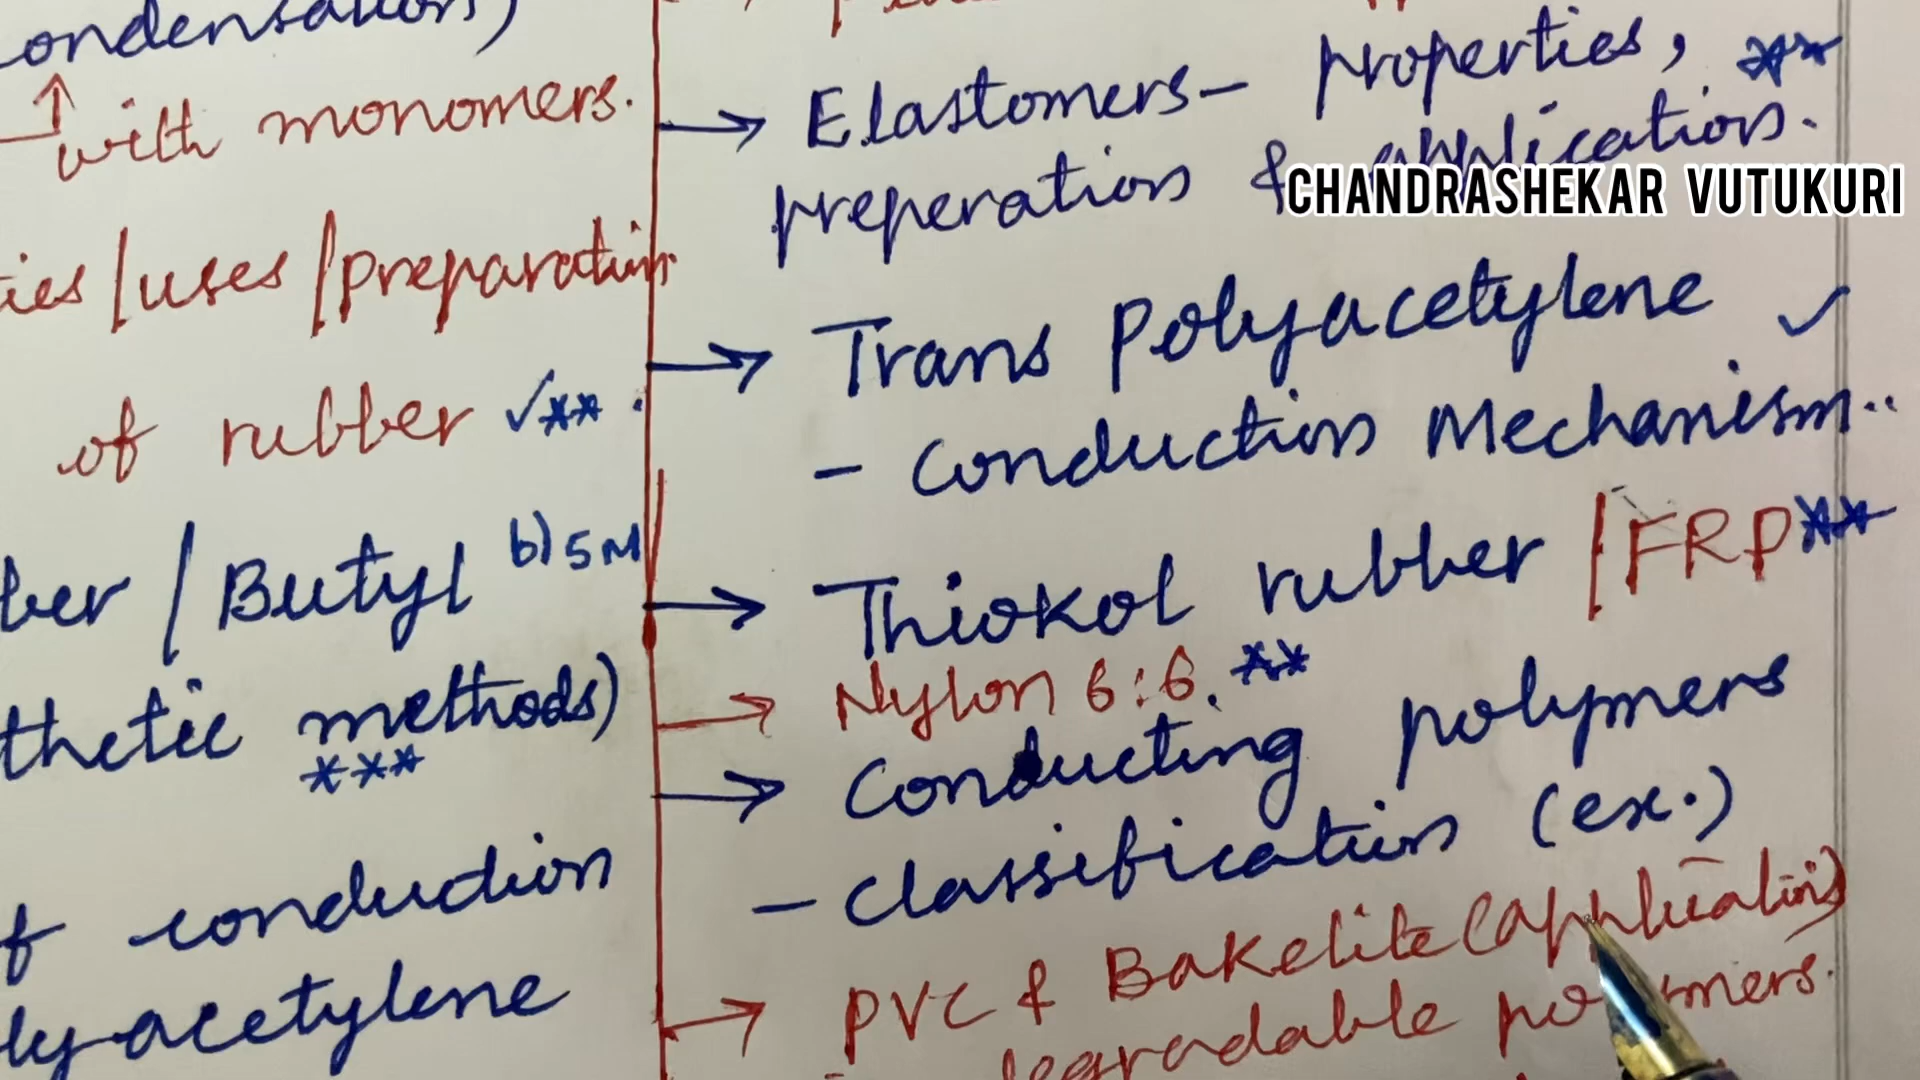 ondensation)
↑
with monomers.
ies/uses/preparation
of rubber ✓**
ber / Butyl b) 5M
thetic methods)
***
f conduction
ly-acetylene
→ Elastomers - properties, **
preperation & application.
CHANDRASHEKAR VUTUKURI
→ Trans Polyacetylene ✓
- Conduction Mechanism..
→ Thiokol rubber / FRP **
→ Nylon 6:6. **
→ Conducting polymers
- classification (ex.)
→ PVC & Bakelite (applications)
degradable polymers.